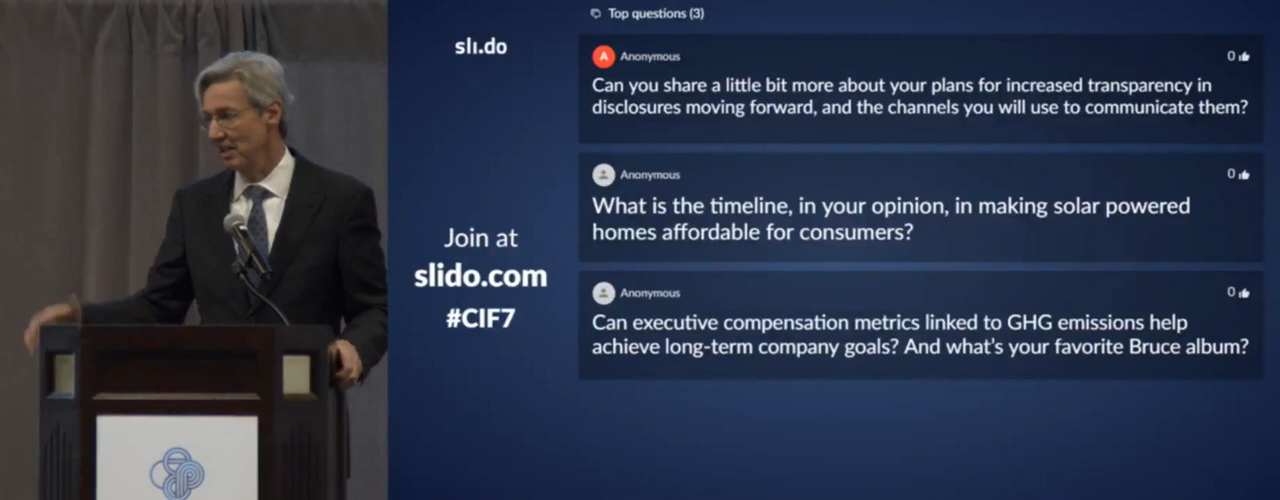 Top questions (3)
sli.do
A
Anonymous
0
Can you share a little bit more about your plans for increased transparency in
disclosures moving forward, and the channels you will use to communicate them?
Anonymous
0
What is the timeline, in your opinion, in making solar powered
homes affordable for consumers?
Join at
slido.com
#CIF7
Anonymous
0
Can executive compensation metrics linked to GHG emissions help
achieve long-term company goals? And what's your favorite Bruce album?